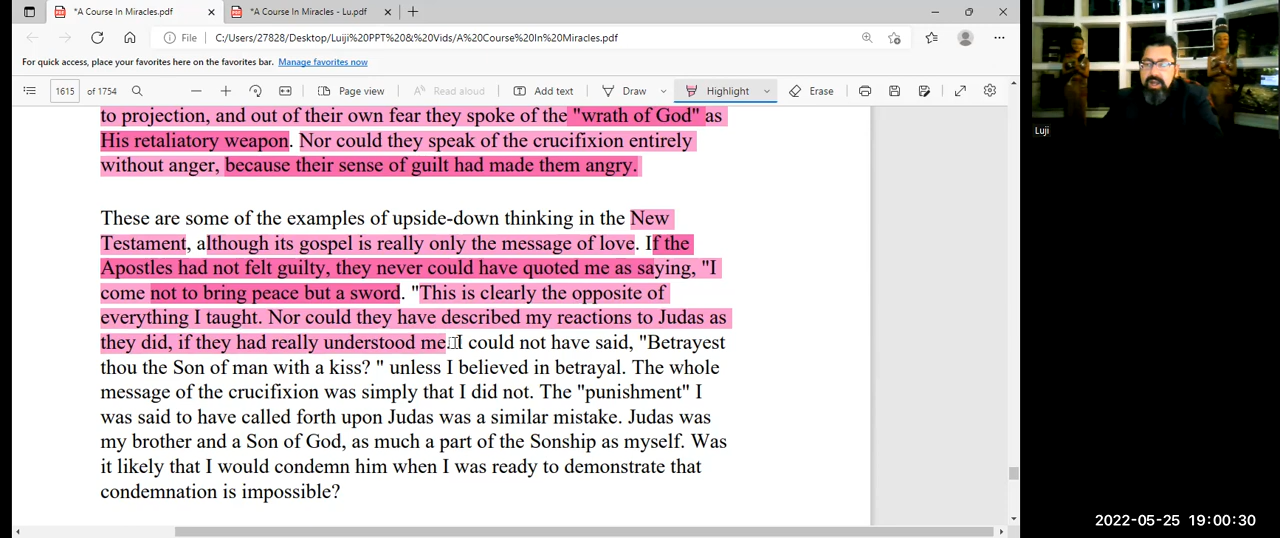 *A Course In Miracles.pdf
*A Course In Miracles - Lu.pdf
File
C:/Users/27828/Desktop/Luiji%20PPT%20&%20Vids/A%20Course%20In%20Miracles.pdf
For quick access, place your favorites here on the favorites bar. Manage favorites now
1615 of 1754
Page view
Read aloud
Add text
Draw
Highlight
Erase
to projection, and out of their own fear they spoke of the "wrath of God" as
His retaliatory weapon. Nor could they speak of the crucifixion entirely
without anger, because their sense of guilt had made them angry.
These are some of the examples of upside-down thinking in the New
Testament, although its gospel is really only the message of love. If the
Apostles had not felt guilty, they never could have quoted me as saying, "I
come not to bring peace but a sword. "This is clearly the opposite of
everything I taught. Nor could they have described my reactions to Judas as
they did, if they had really understood me. I could not have said, "Betrayest
thou the Son of man with a kiss? " unless I believed in betrayal. The whole
message of the crucifixion was simply that I did not. The "punishment" I
was said to have called forth upon Judas was a similar mistake. Judas was
my brother and a Son of God, as much a part of the Sonship as myself. Was
it likely that I would condemn him when I was ready to demonstrate that
condemnation is impossible?
Luji
2022-05-25 19:00:30